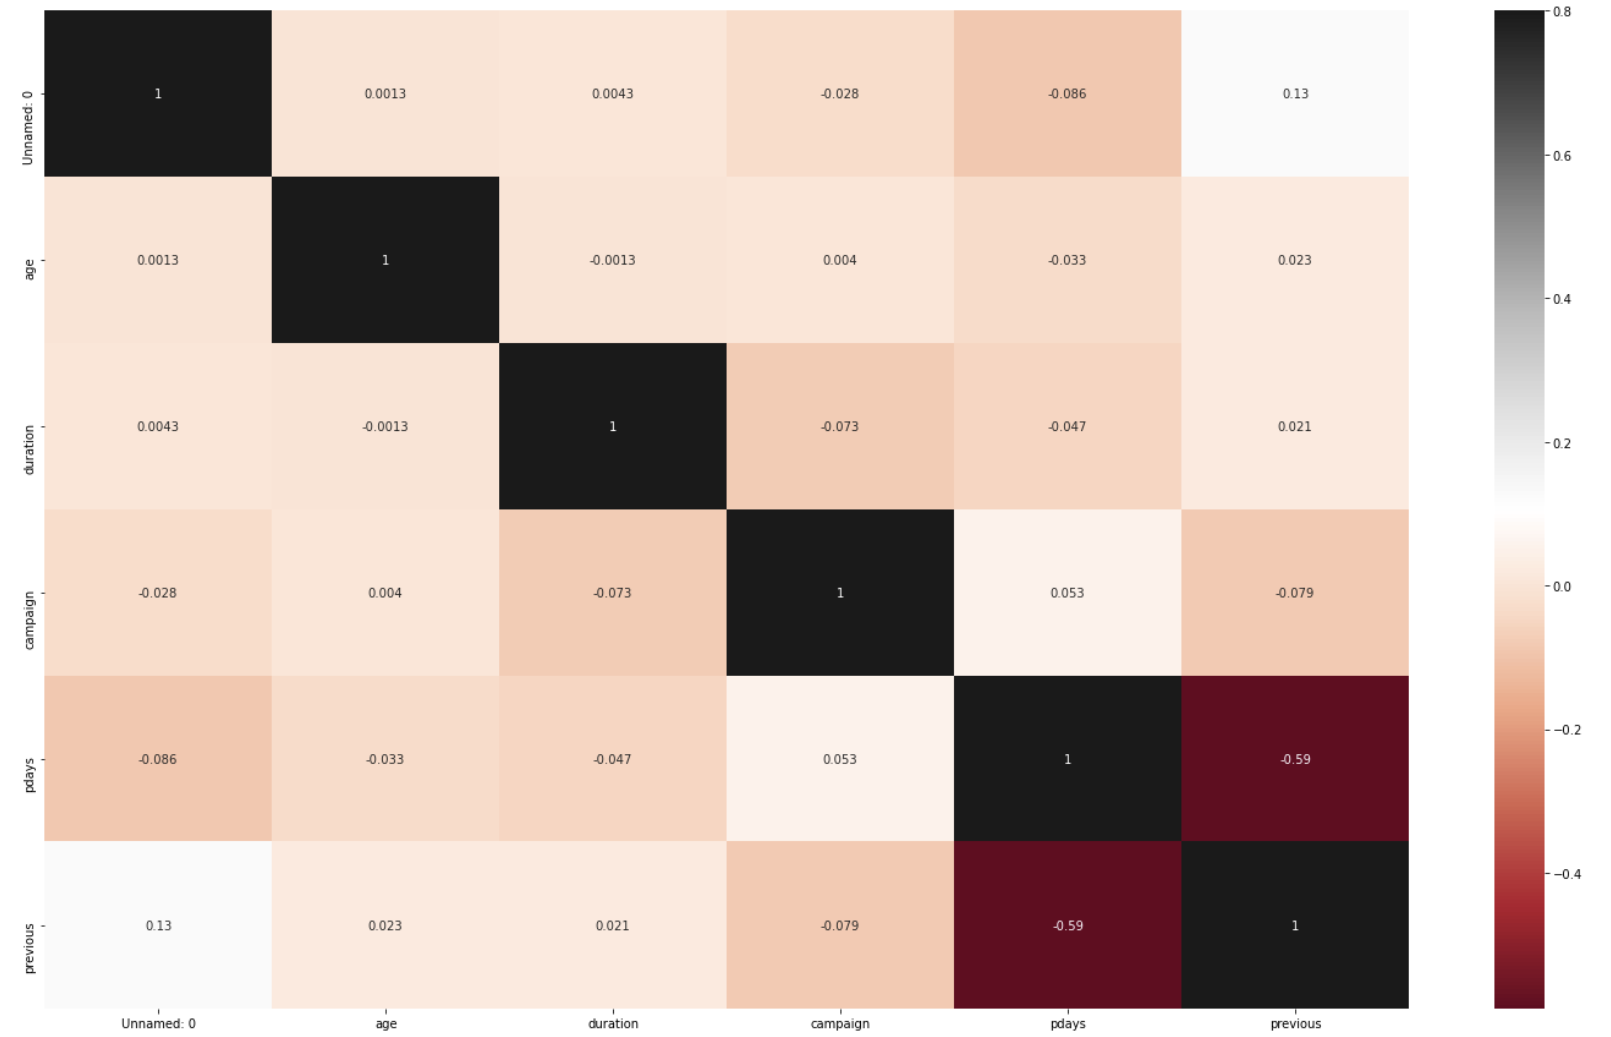 Unnamed: 0 1 0.0013 0.0043 -0.028 -0.086 0.13
age 0.0013 1 -0.0013 0.004 -0.033 0.023
duration 0.0043 -0.0013 1 -0.073 -0.047 0.021
campaign -0.028 0.004 -0.073 1 0.053 -0.079
pdays -0.086 -0.033 -0.047 0.053 1 -0.59
previous 0.13 0.023 0.021 -0.079 -0.59 1
Unnamed: 0 age duration campaign pdays previous
0.8
0.6
0.4
0.2
0.0
−0.2
−0.4